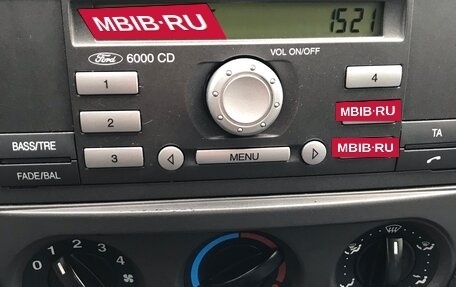 MBIB·RU
1521
Ford 6000 CD
VOL ON/OFF
1
4
2
MBIB·RU
TA
BASS/TRE
3
MENU
MBIB·RU
FADE/BAL
0 1 2 3 4